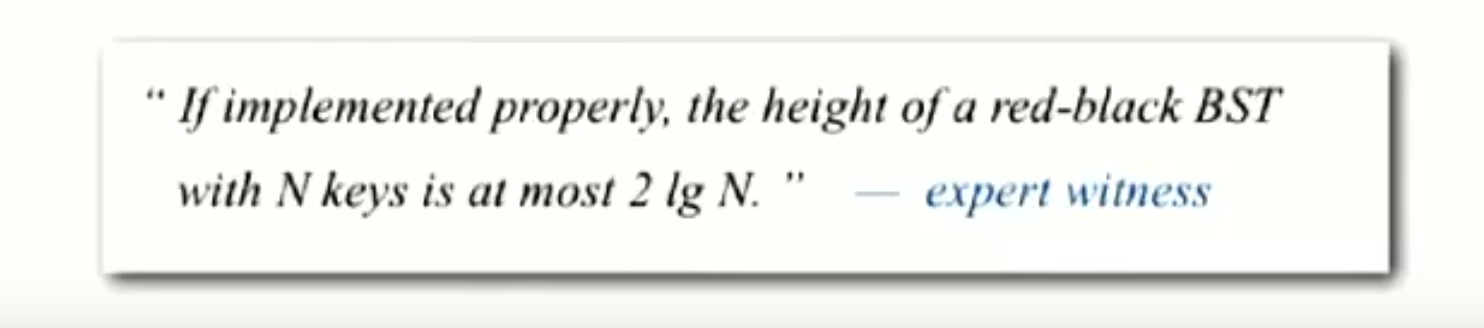 “ If implemented properly, the height of a red-black BST
with N keys is at most 2 lg N. ” — expert witness